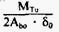 M_Tu
2A_bo · δ_0